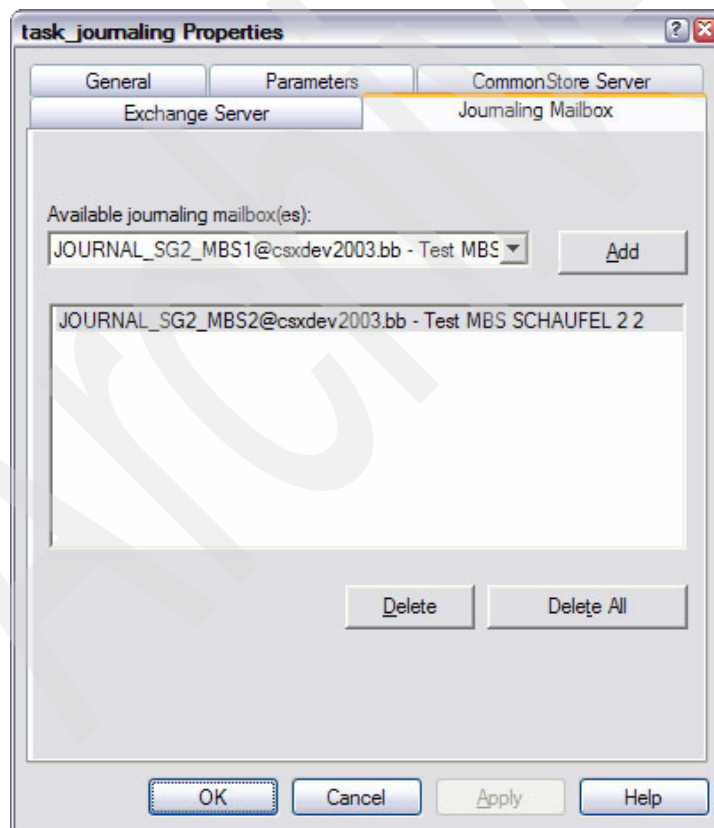 task_journaling Properties
General Parameters CommonStore Server
Exchange Server Journaling Mailbox
Available journaling mailbox(es):
JOURNAL_SG2_MBS1@csxdev2003.bb - Test MBS Add
JOURNAL_SG2_MBS2@csxdev2003.bb - Test MBS SCHAUFEL 2 2
Delete Delete All
OK Cancel Apply Help